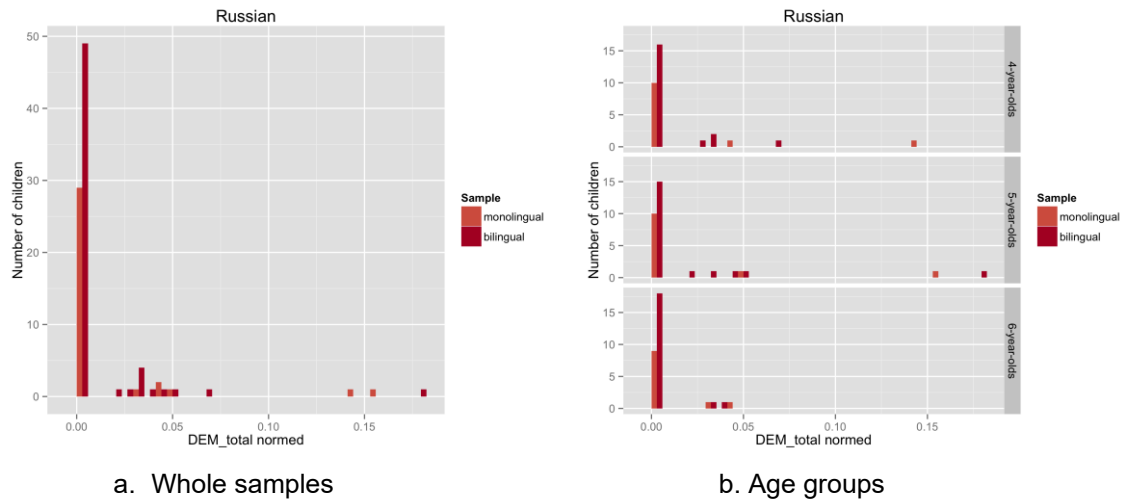 Russian
50
40
30
20
10
0
Number of children
0.00 0.05 0.10 0.15
DEM_total normed
Sample
monolingual
bilingual
a. Whole samples
Russian
15
10
5
0
4-year-olds
15
10
5
0
5-year-olds
15
10
5
0
6-year-olds
Number of children
0.00 0.05 0.10 0.15
DEM_total normed
Sample
monolingual
bilingual
b. Age groups